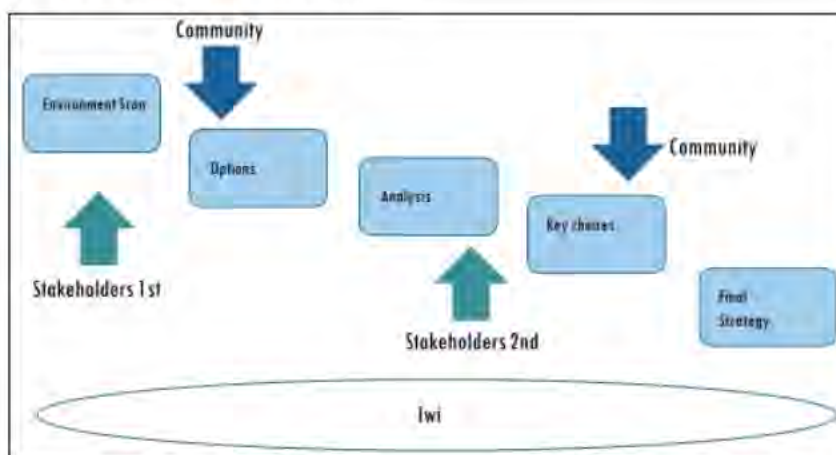 Community
Environment Scan
Options
Community
Analysis
Key choices
Stakeholders 1st
Final
Strategy
Stakeholders 2nd
Iwi